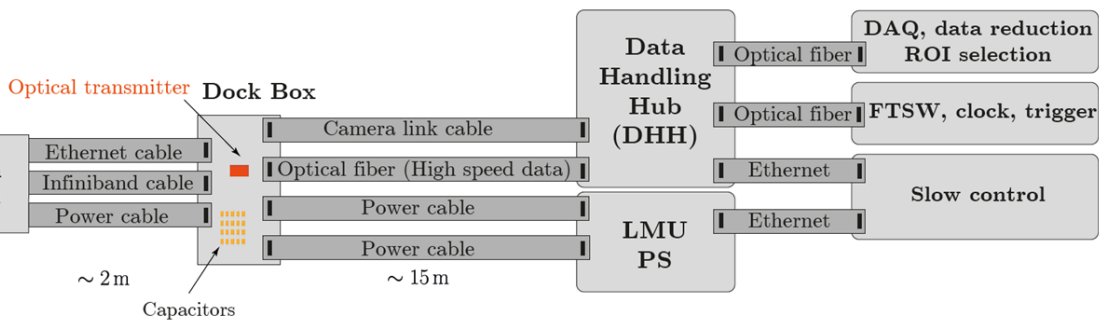 Optical transmitter
Dock Box
Ethernet cable
Infiniband cable
Power cable
~ 2 m
Capacitors
Camera link cable
Optical fiber (High speed data)
Power cable
Power cable
~ 15 m
Data
Handling
Hub
(DHH)
LMU
PS
Optical fiber
Optical fiber
Ethernet
Ethernet
DAQ, data reduction
ROI selection
FTSW, clock, trigger
Slow control